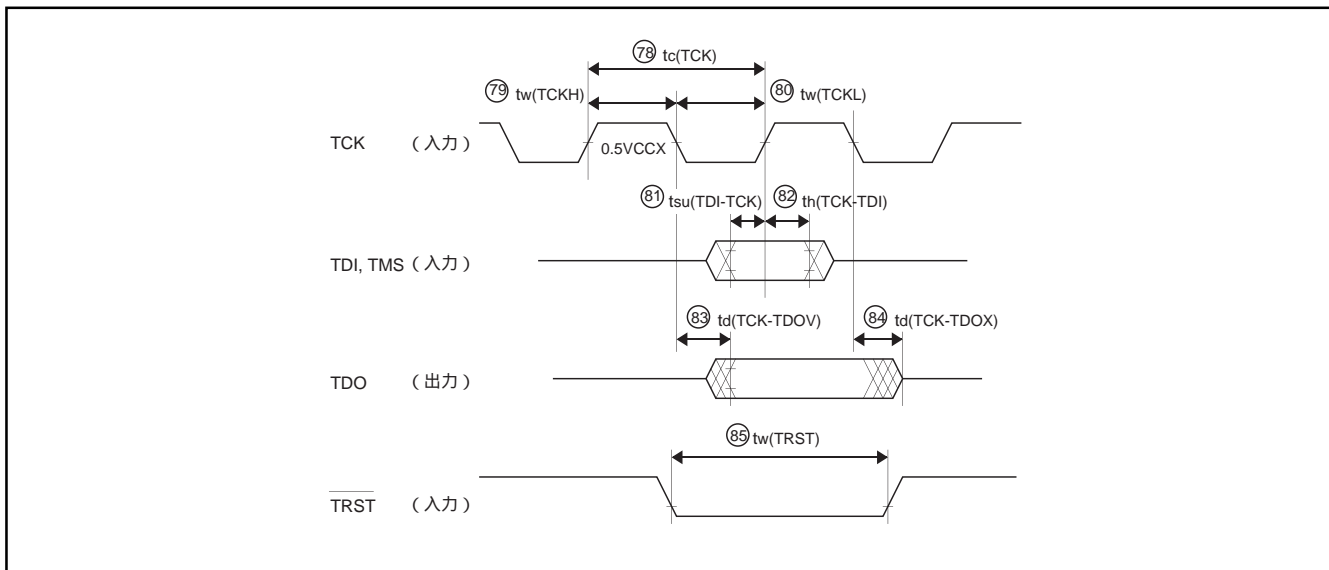 78 tc(TCK)
79 tw(TCKH) 80 tw(TCKL)
TCK （入力） 0.5VCCX
81 tsu(TDI-TCK) 82 th(TCK-TDI)
TDI, TMS（入力）
83 td(TCK-TDOV) 84 td(TCK-TDOX)
TDO （出力）
85 tw(TRST)
TRST （入力）